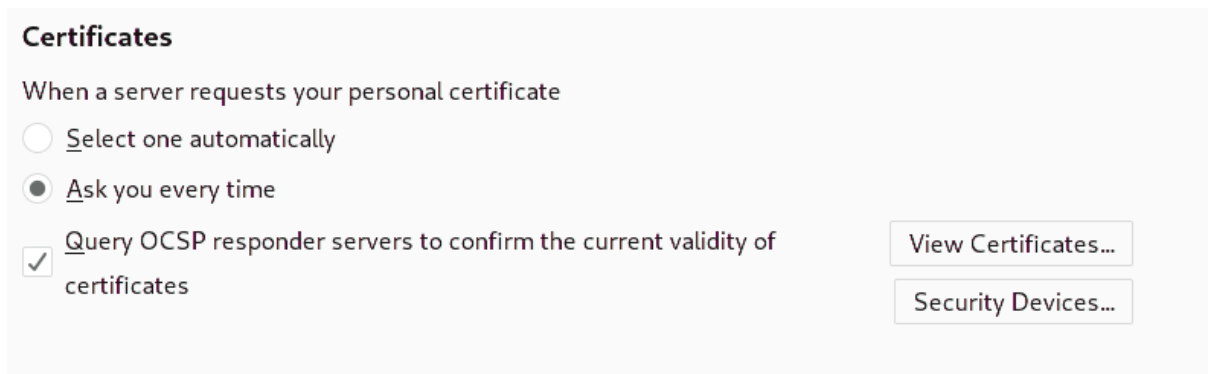 Certificates
When a server requests your personal certificate
Select one automatically
Ask you every time
Query OCSP responder servers to confirm the current validity of
certificates
View Certificates...
Security Devices...